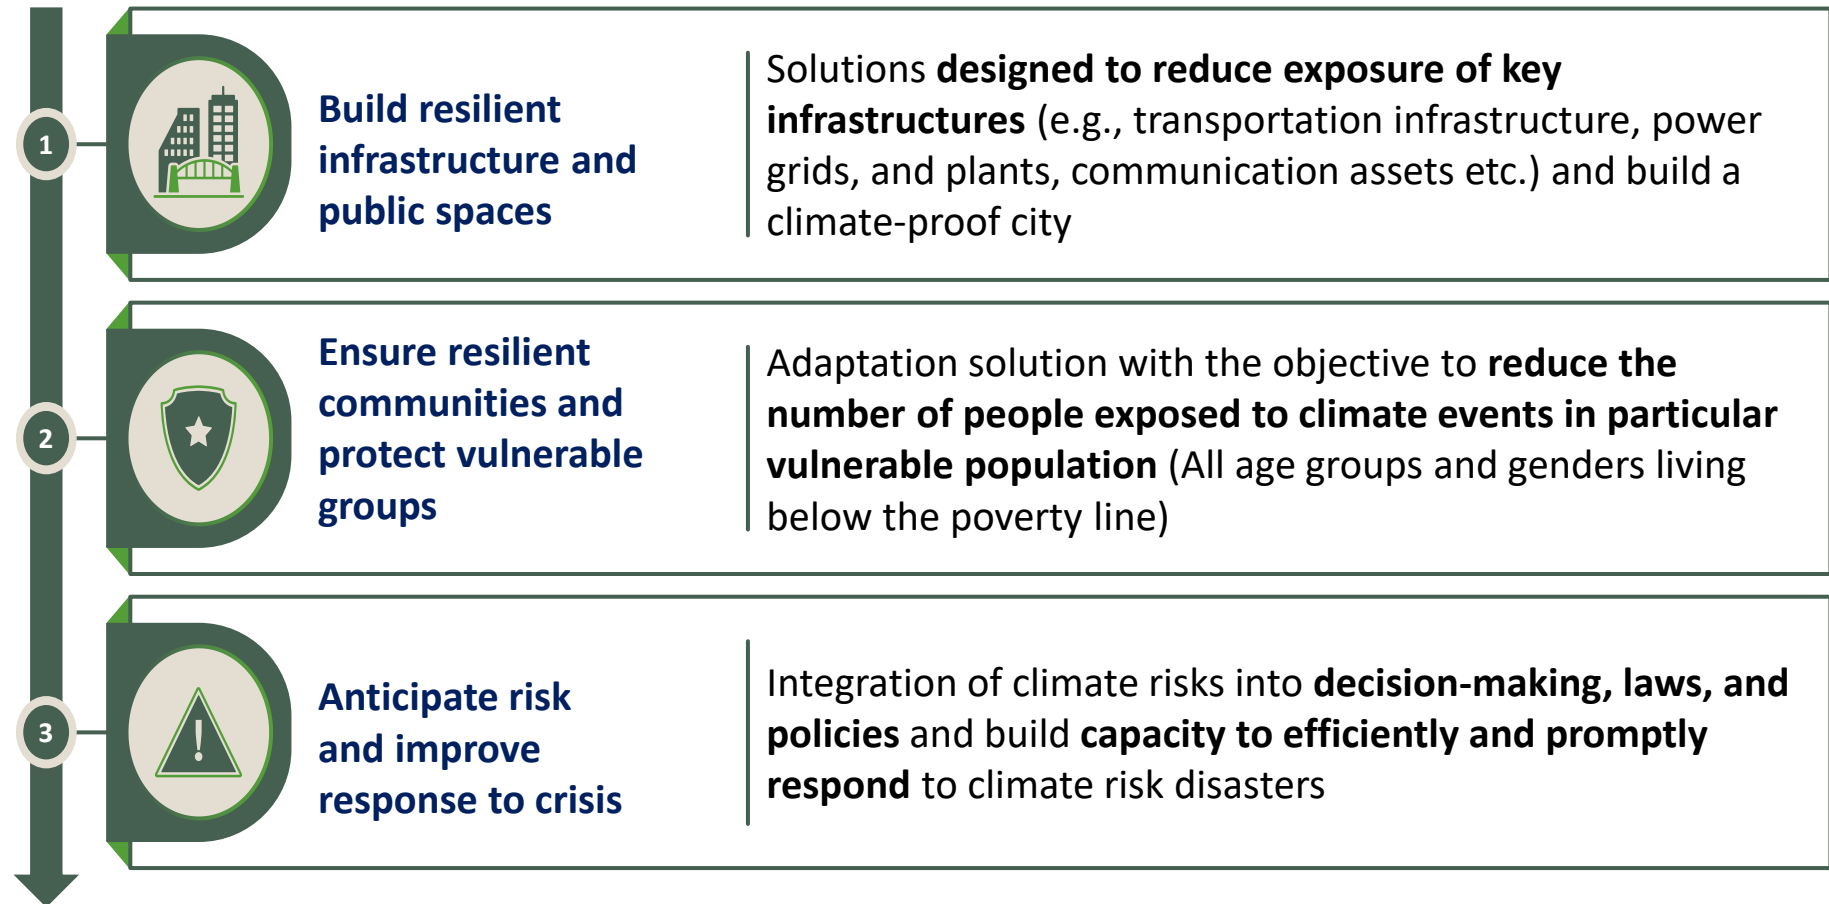 1
Build resilient
infrastructure and
public spaces
Solutions designed to reduce exposure of key
infrastructures (e.g., transportation infrastructure, power
grids, and plants, communication assets etc.) and build a
climate-proof city
2
Ensure resilient
communities and
protect vulnerable
groups
Adaptation solution with the objective to reduce the
number of people exposed to climate events in particular
vulnerable population (All age groups and genders living
below the poverty line)
3
Anticipate risk
and improve
response to crisis
Integration of climate risks into decision-making, laws, and
policies and build capacity to efficiently and promptly
respond to climate risk disasters